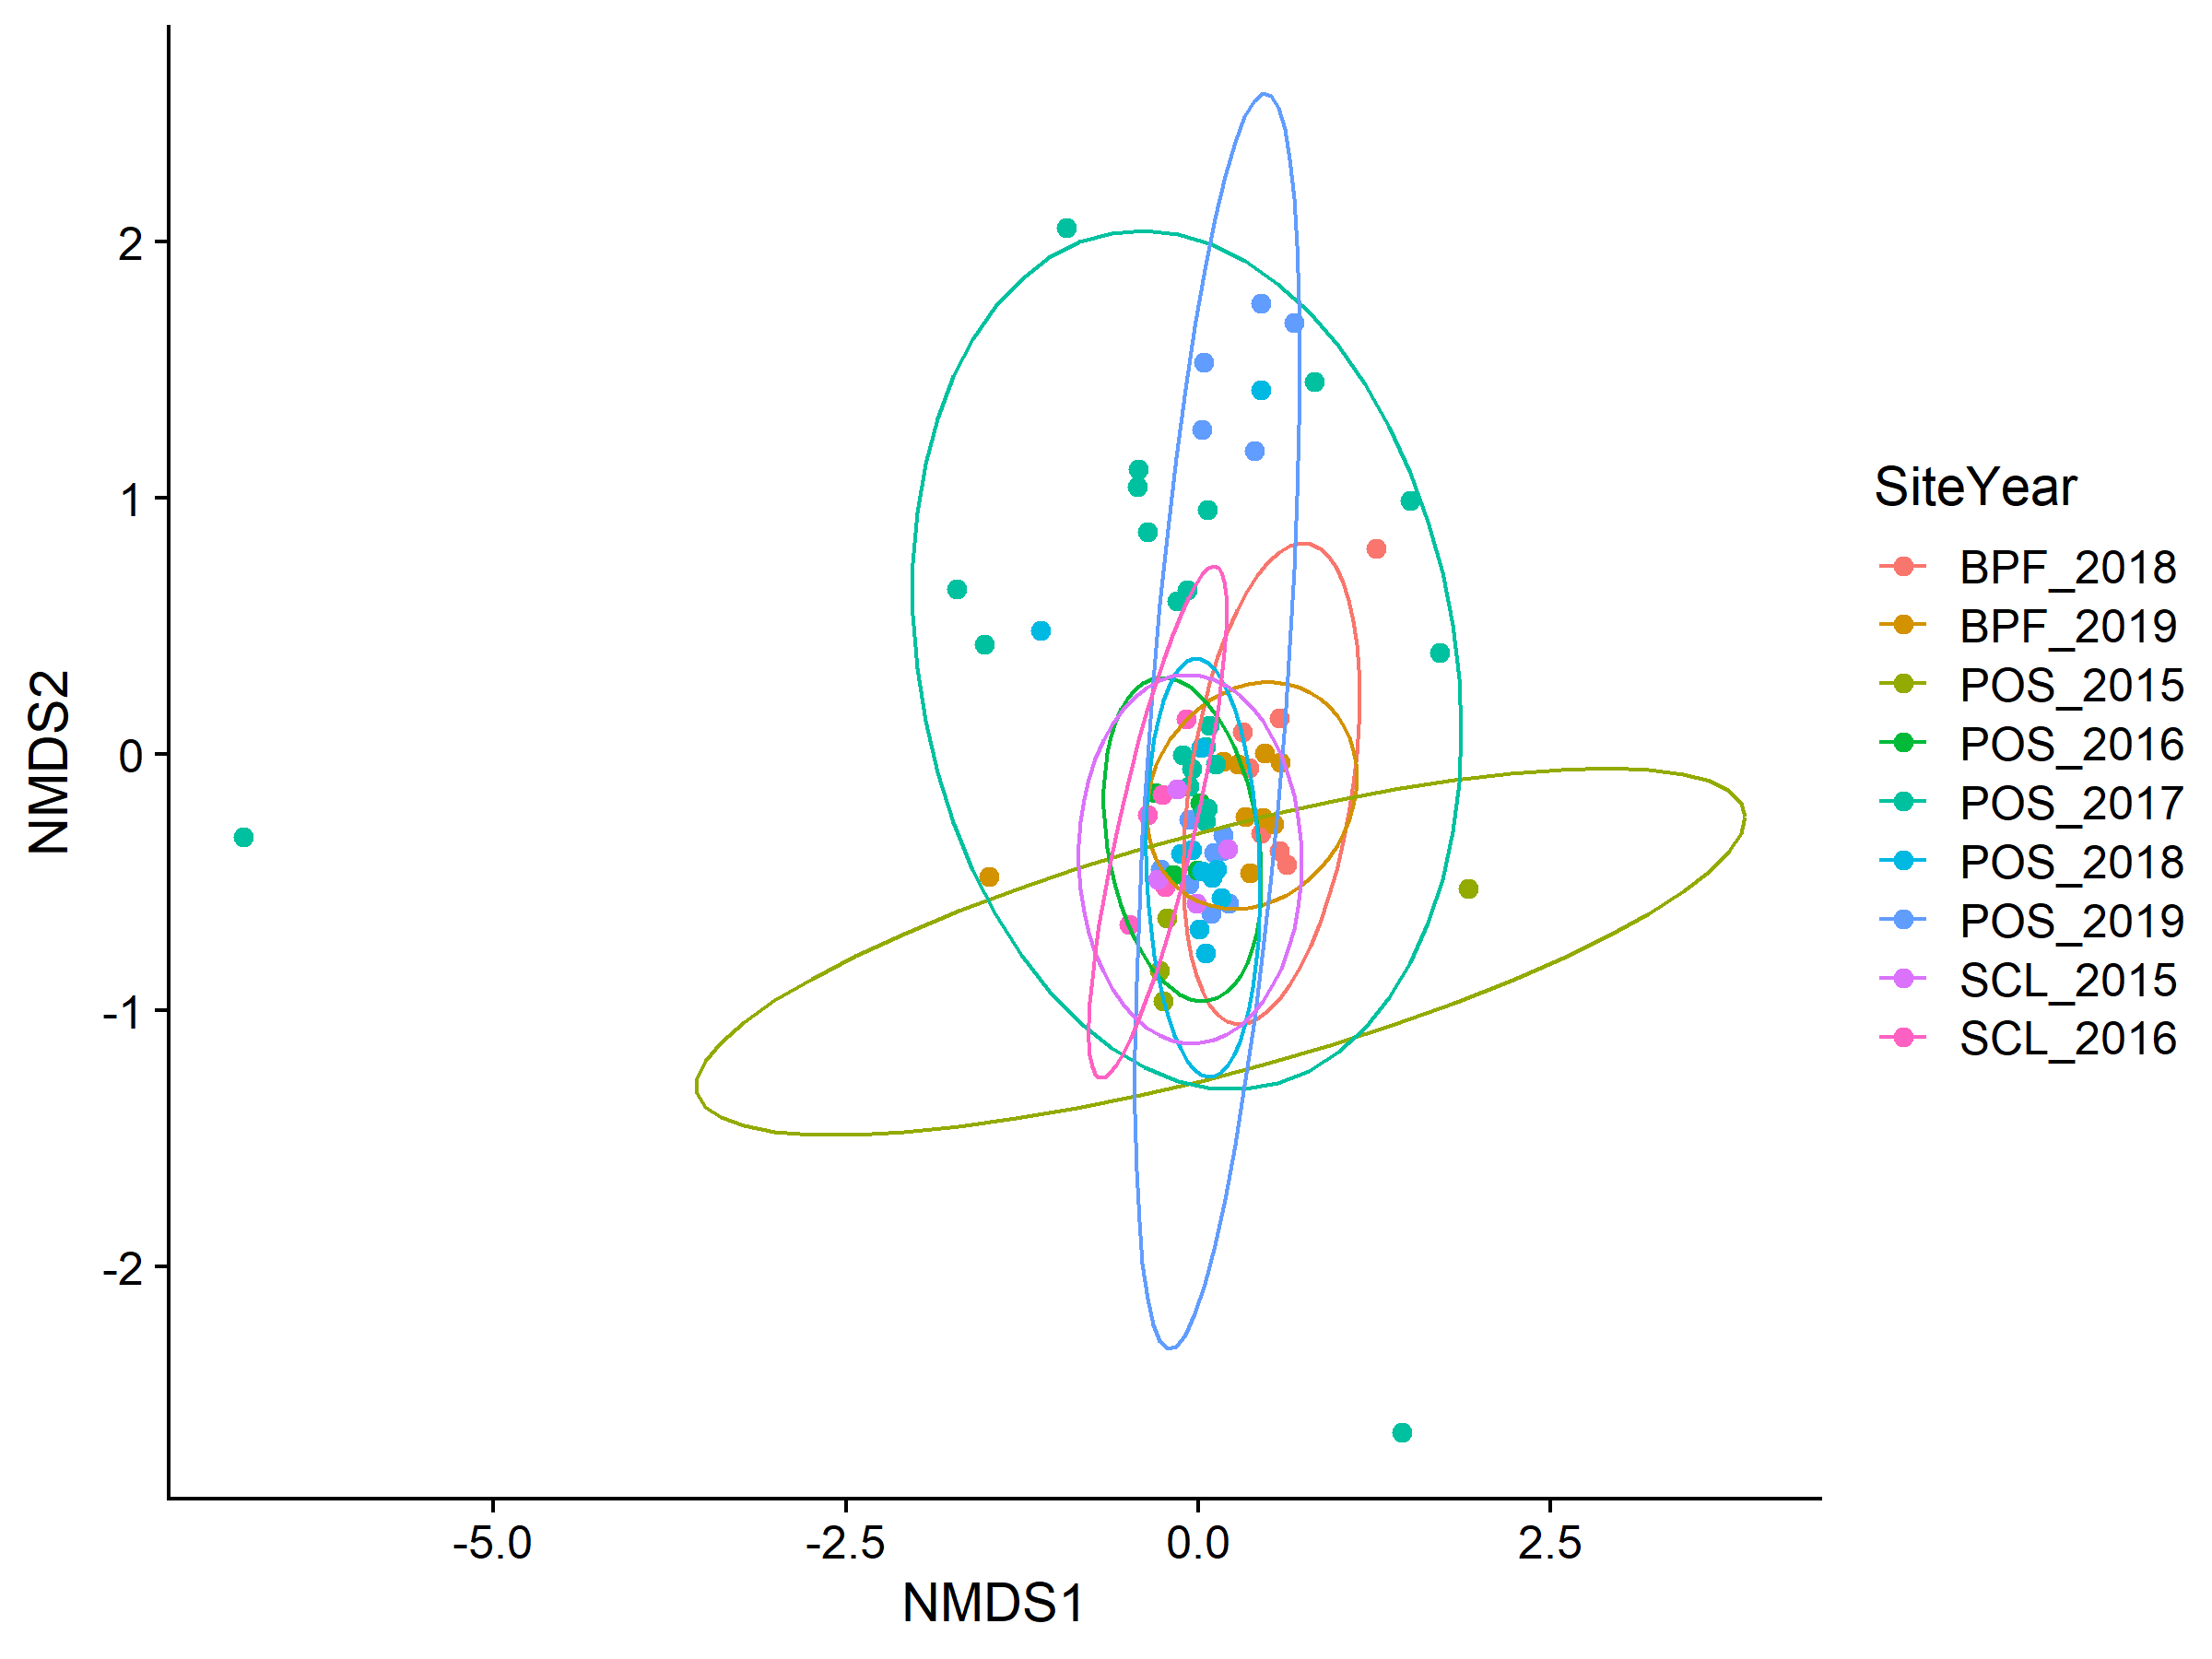 2
1
0
-1
-2
NMDS2
-5.0 -2.5 0.0 2.5
NMDS1
SiteYear
BPF_2018
BPF_2019
POS_2015
POS_2016
POS_2017
POS_2018
POS_2019
SCL_2015
SCL_2016